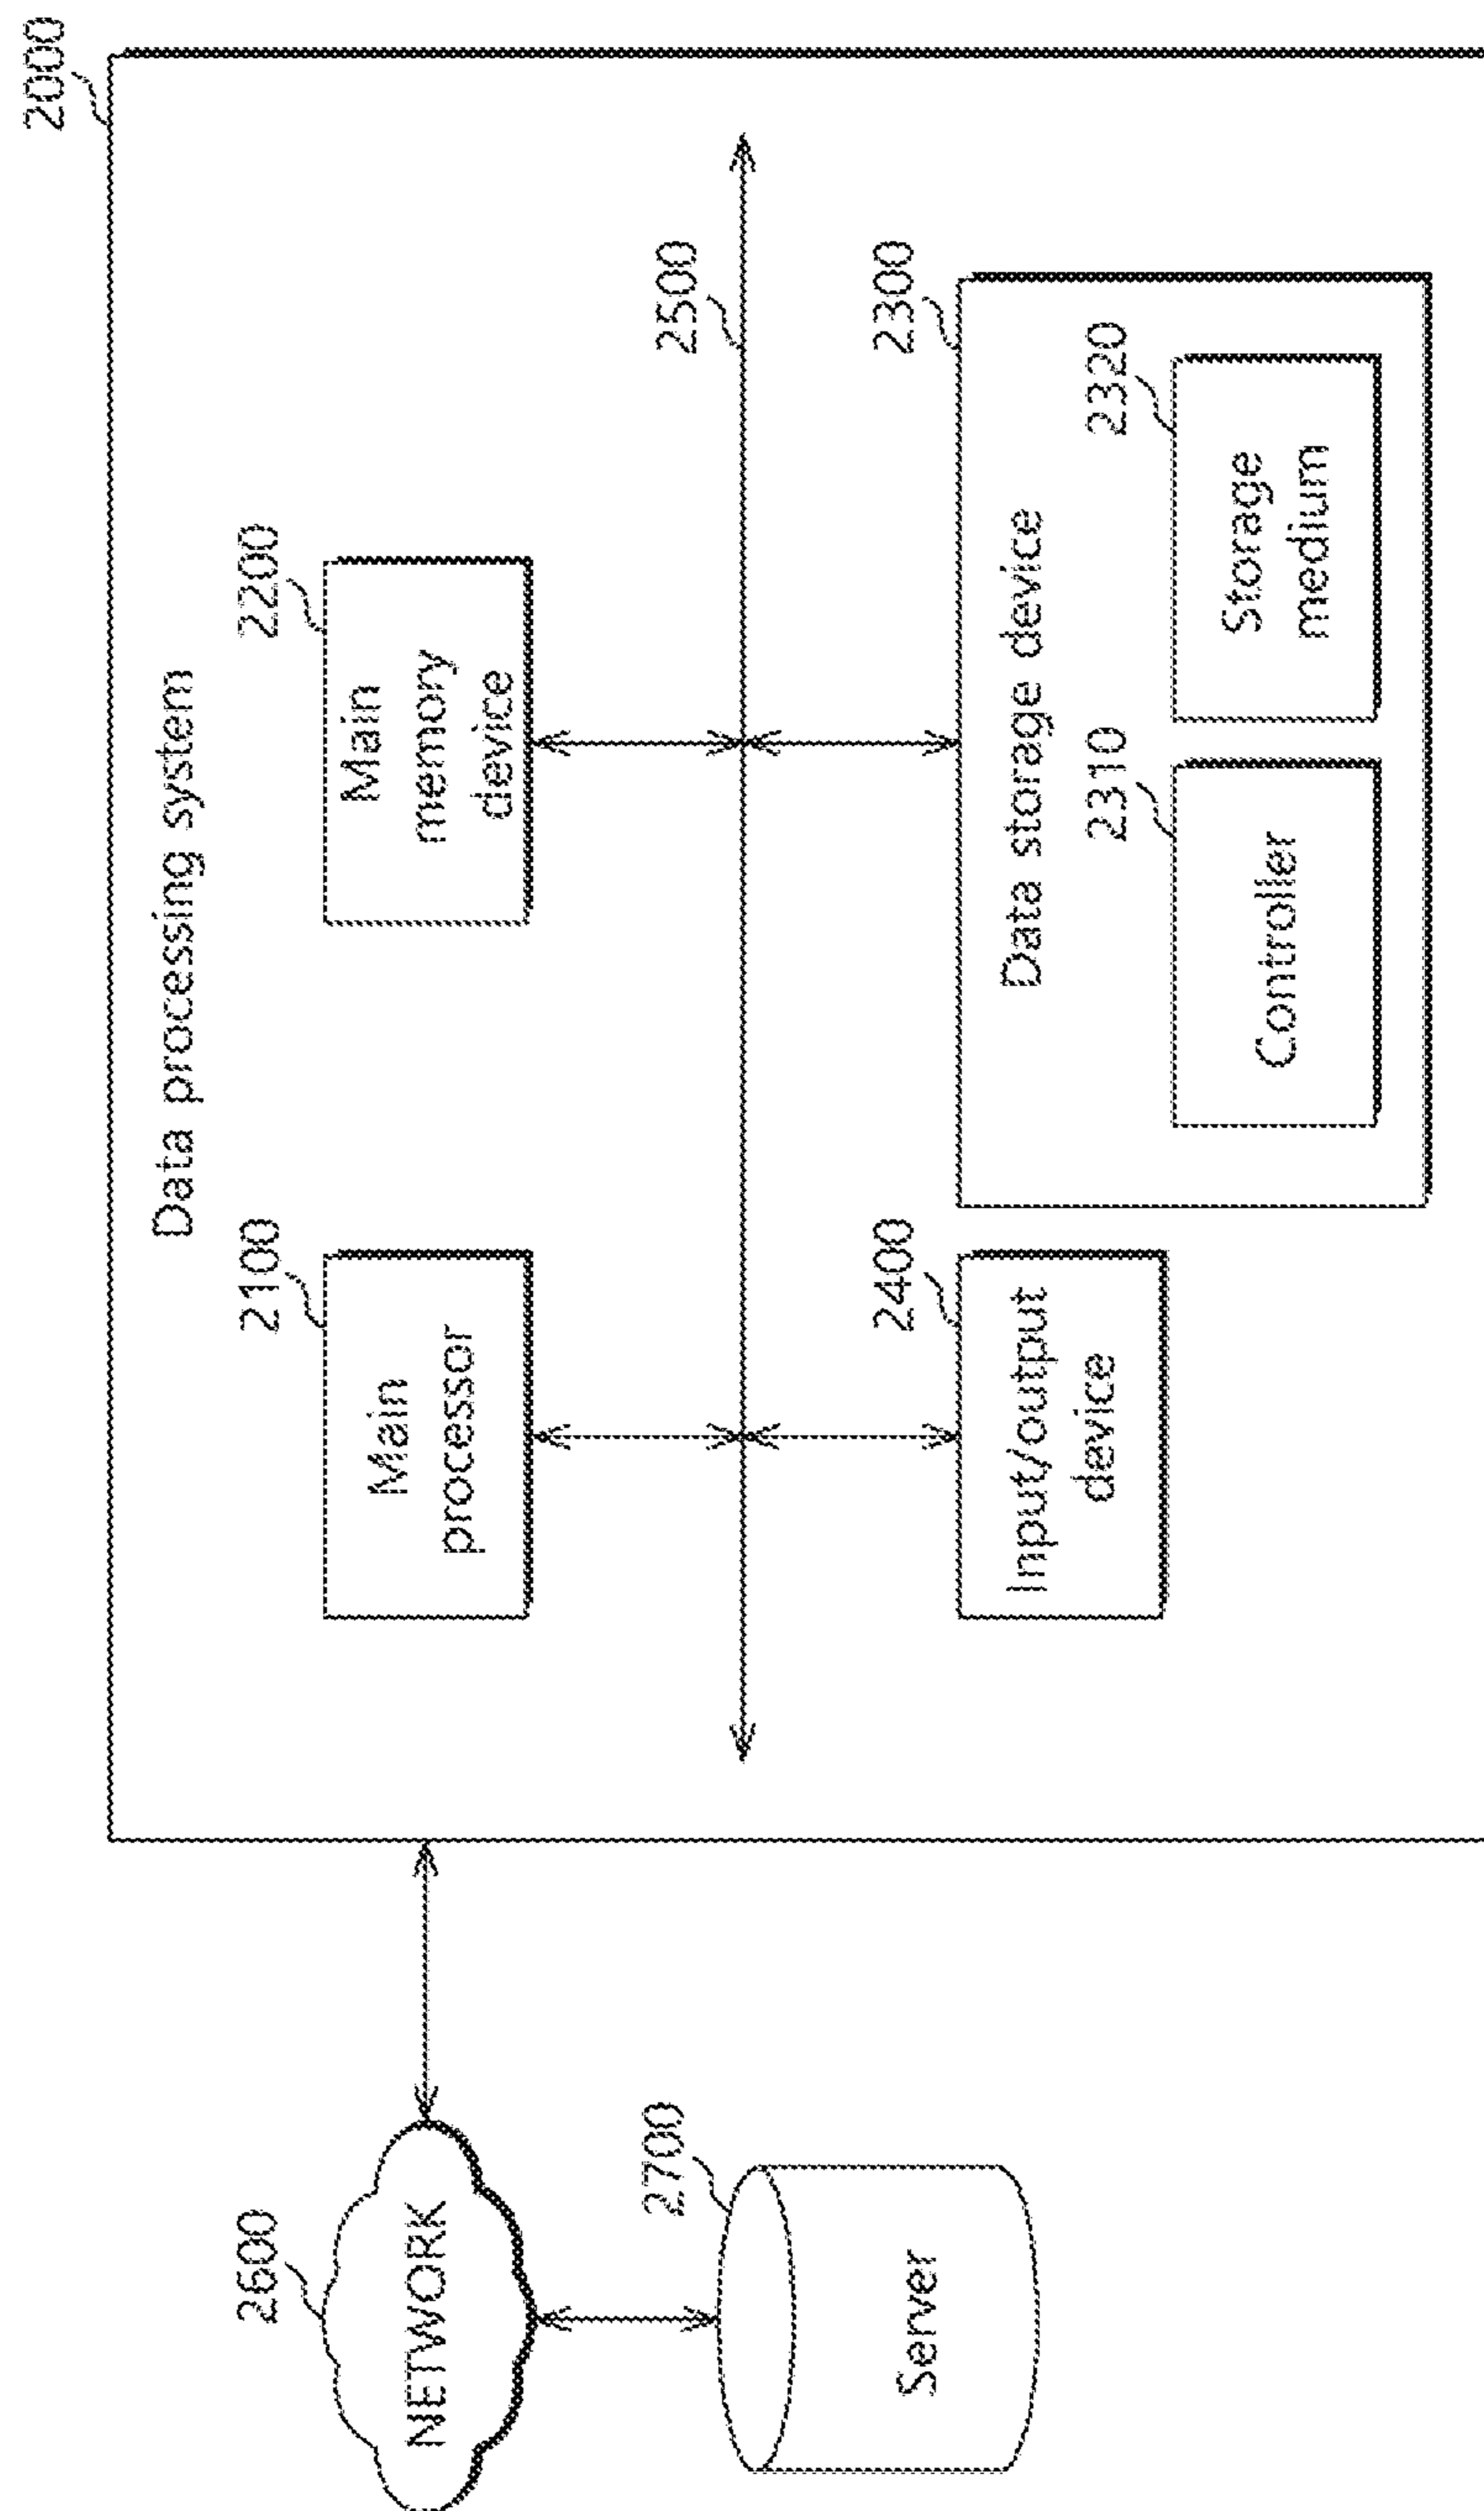 2000
Data processing system
2100
Main
processor
2200
Main
memory
device
2500
2400
Input/output
device
2300
Data storage device
2310
Controller
2320
Storage
medium
2600
NETWORK
2700
Server